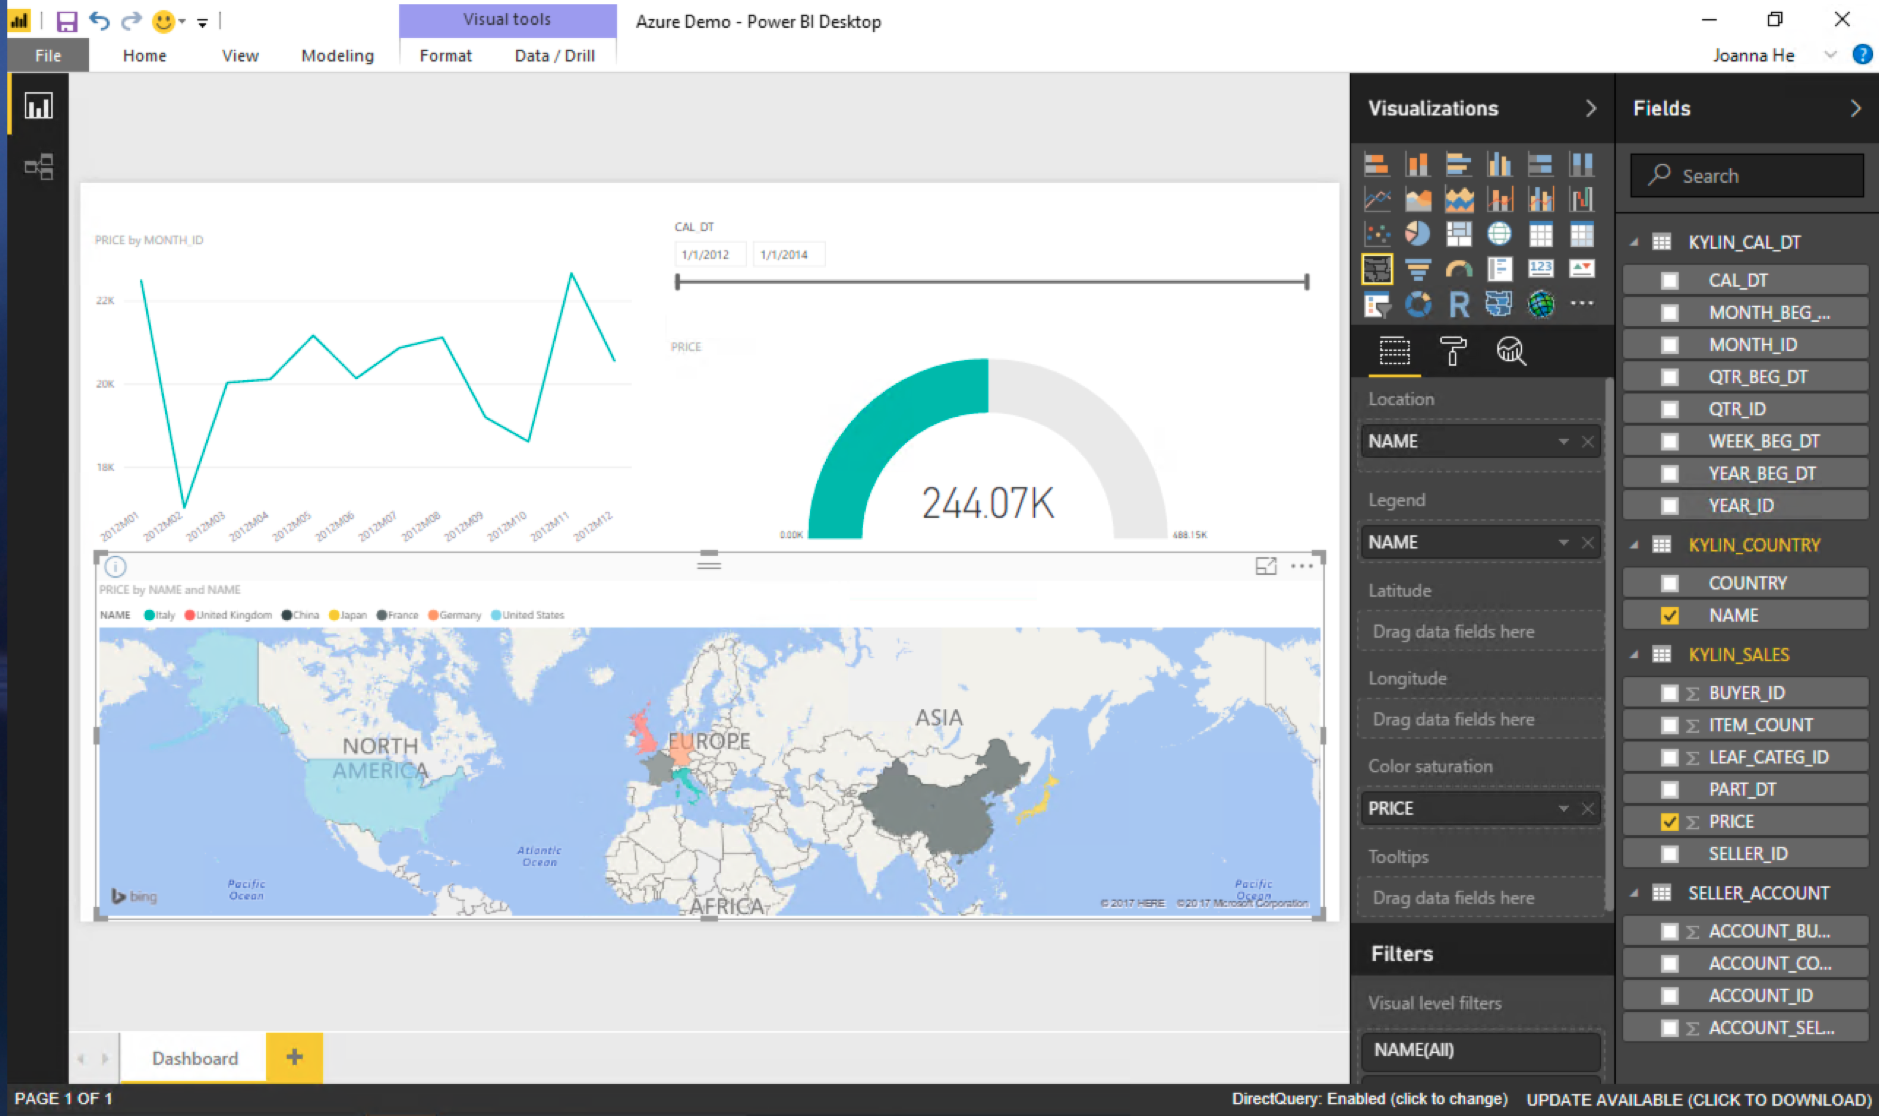 Visual tools
Azure Demo - Power BI Desktop
File Home View Modeling Format Data / Drill
Joanna He
PRICE by MONTH_ID
22K
20K
18K
2012M01 2012M02 2012M03 2012M04 2012M05 2012M06 2012M07 2012M08 2012M09 2012M10 2012M11 2012M12
CAL_DT
1/1/2012 1/1/2014
PRICE
244.07K
0.00K 488.15K
PRICE by NAME and NAME
NAME Italy United Kingdom China Japan France Germany United States
NORTH
AMERICA
EUROPE
ASIA
AFRICA
Atlantic
Ocean
Pacific
Ocean
Pacific
Ocean
bing
© 2017 HERE © 2017 Microsoft Corporation
Dashboard +
Visualizations
R
123
Location
NAME
Legend
NAME
Latitude
Drag data fields here
Longitude
Drag data fields here
Color saturation
PRICE
Tooltips
Drag data fields here
Filters
Visual level filters
NAME(All)
Fields
Search
KYLIN_CAL_DT
CAL_DT
MONTH_BEG_...
MONTH_ID
QTR_BEG_DT
QTR_ID
WEEK_BEG_DT
YEAR_BEG_DT
YEAR_ID
KYLIN_COUNTRY
COUNTRY
NAME
KYLIN_SALES
Σ BUYER_ID
Σ ITEM_COUNT
Σ LEAF_CATEG_ID
PART_DT
Σ PRICE
SELLER_ID
SELLER_ACCOUNT
Σ ACCOUNT_BU...
ACCOUNT_CO...
ACCOUNT_ID
Σ ACCOUNT_SEL...
PAGE 1 OF 1
DirectQuery: Enabled (click to change) UPDATE AVAILABLE (CLICK TO DOWNLOAD)